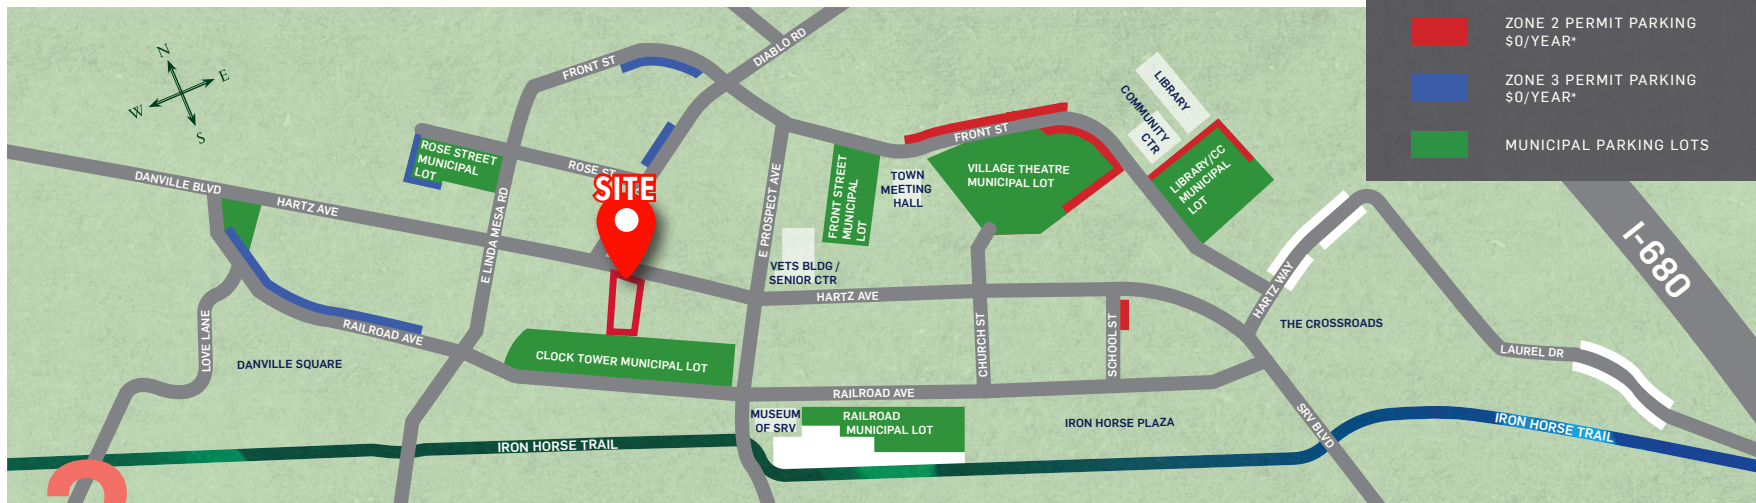 ZONE 2 PERMIT PARKING
$0/YEAR*
ZONE 3 PERMIT PARKING
$0/YEAR*
MUNICIPAL PARKING LOTS
N
E
W
S
FRONT ST
DIABLO RD
LIBRARY
COMMUNITY
CTR
FRONT ST
ROSE STREET
MUNICIPAL
LOT
ROSE ST
SITE
E PROSPECT AVE
FRONT STREET
MUNICIPAL
LOT
TOWN
MEETING
HALL
VILLAGE THEATRE
MUNICIPAL LOT
LIBRARY/CC
MUNICIPAL
LOT
DANVILLE BLVD
HARTZ AVE
E LINDA MESA RD
VETS BLDG /
SENIOR CTR
HARTZ AVE
HARTZ WAY
I-680
LOVE LANE
RAILROAD AVE
DANVILLE SQUARE
CLOCK TOWER MUNICIPAL LOT
CHURCH ST
SCHOOL ST
THE CROSSROADS
LAUREL DR
RAILROAD AVE
MUSEUM
OF SRV
RAILROAD
MUNICIPAL LOT
IRON HORSE PLAZA
SRV BLVD
IRON HORSE TRAIL
IRON HORSE TRAIL